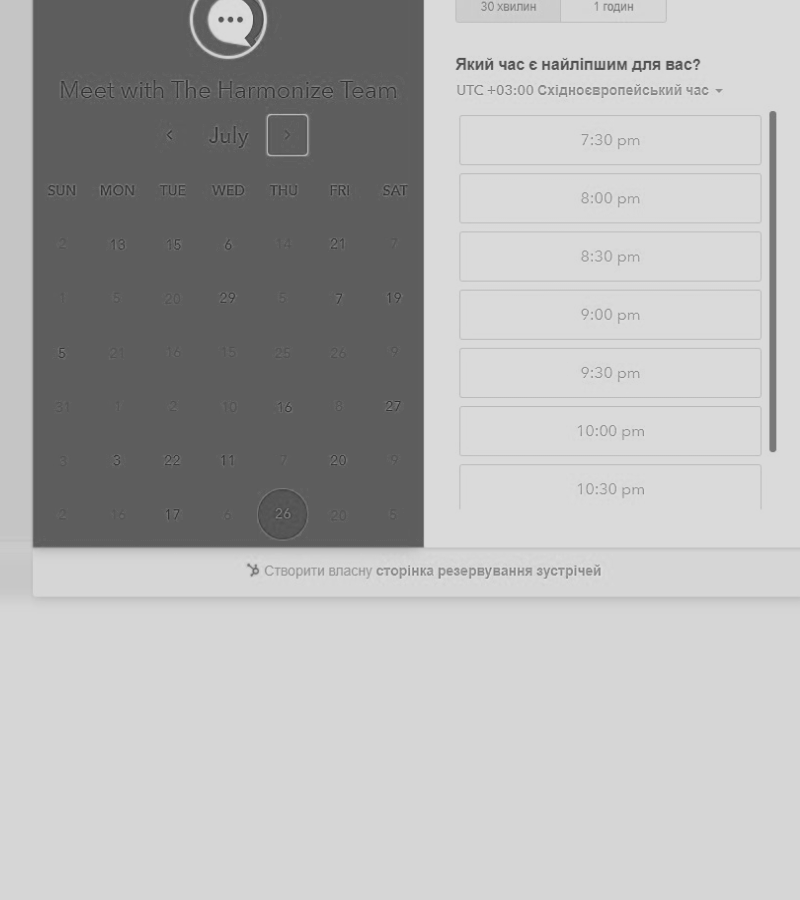 30 хвилин 1 годин
Який час є найліпшим для вас?
UTC +03:00 Східноєвропейський час
Meet with The Harmonize Team
July
SUN MON TUE WED THU FRI SAT
2 13 15 6 14 21 7
1 5 20 29 5 7 19
5 21 16 15 25 26 9
31 1 2 10 16 8 27
3 3 22 11 7 20 9
2 16 17 6 26 28 5
7:30 pm
8:00 pm
8:30 pm
9:00 pm
9:30 pm
10:00 pm
10:30 pm
Створити власну сторінка резервування зустрічей